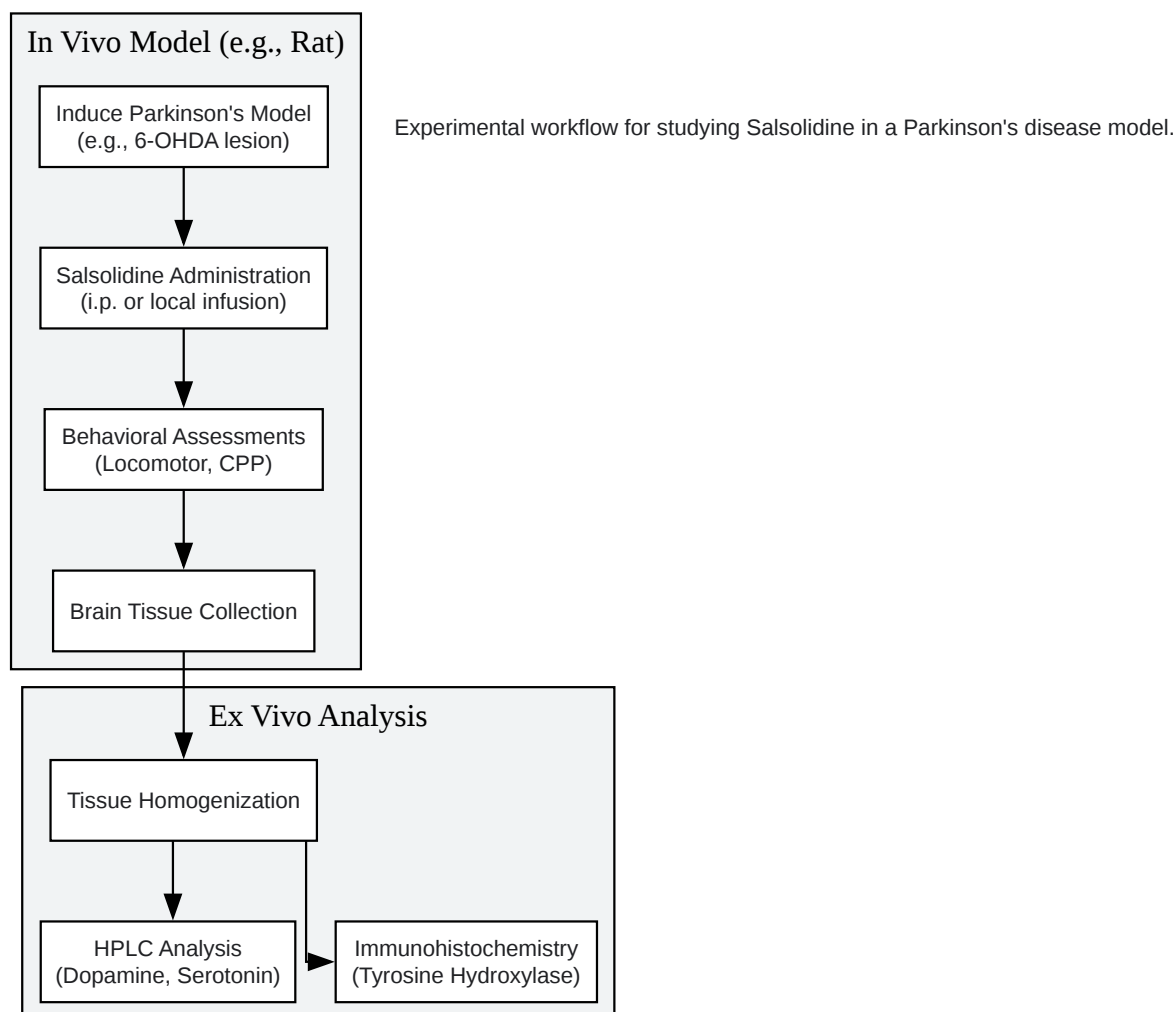 In Vivo Model (e.g., Rat)
Induce Parkinson's Model
(e.g., 6-OHDA lesion)
Experimental workflow for studying Salsolidine in a Parkinson's disease model.
Salsolidine Administration
(i.p. or local infusion)
Behavioral Assessments
(Locomotor, CPP)
Brain Tissue Collection
Ex Vivo Analysis
Tissue Homogenization
HPLC Analysis
(Dopamine, Serotonin)
Immunohistochemistry
(Tyrosine Hydroxylase)